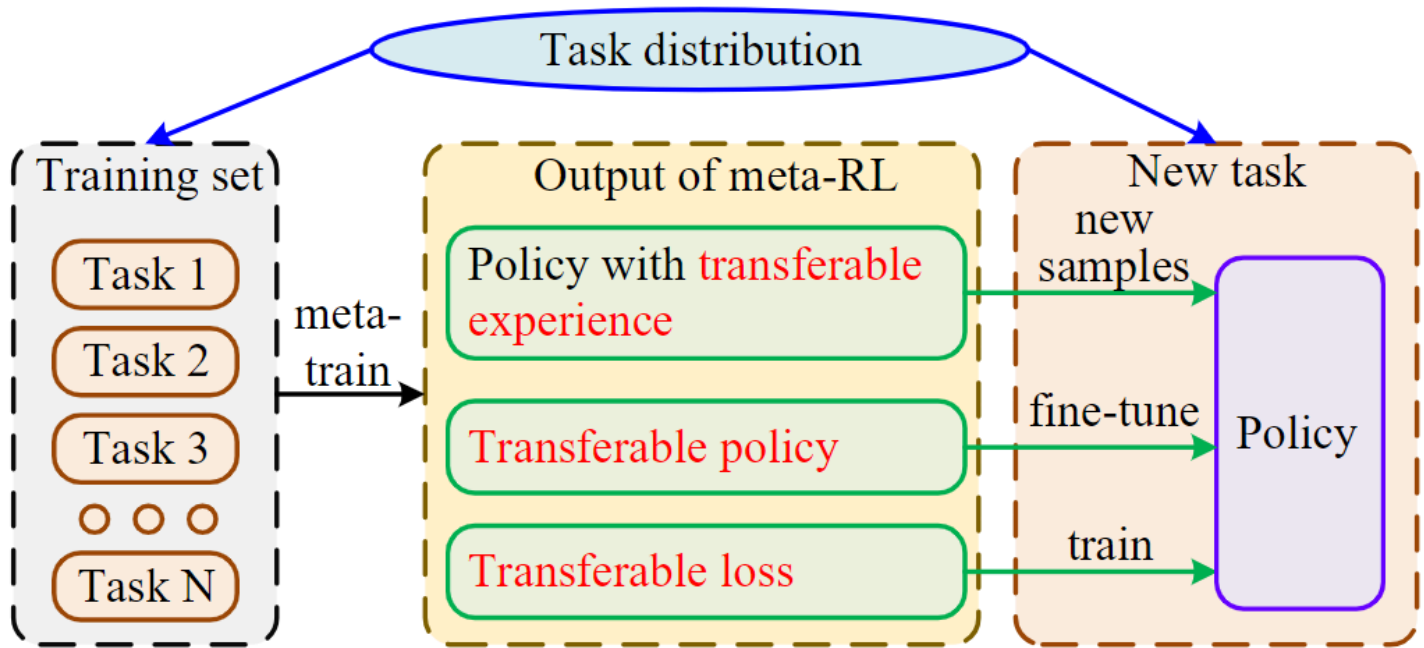 Task distribution
Training set
Task 1
Task 2
Task 3
Task N
meta-
train
Output of meta-RL
Policy with transferable
experience
Transferable policy
Transferable loss
New task
new
samples
fine-tune
train
Policy